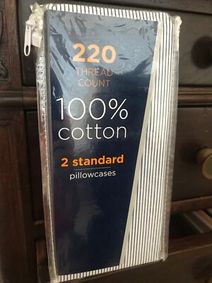 220
THREAD
COUNT
100%
cotton
2 standard
pillowcases